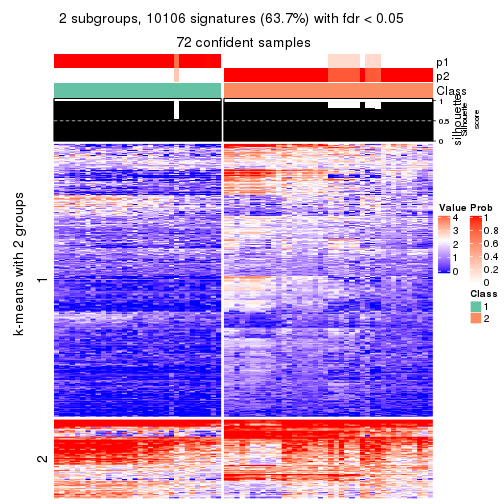 2 subgroups, 10106 signatures (63.7%) with fdr < 0.05
72 confident samples
p1
p2
Class
1
0.5
0
silhouette
Silhouette
score
k-means with 2 groups
1
2
Value
4
3
2
1
0
Prob
1
0.8
0.6
0.4
0.2
0
Class
1
2